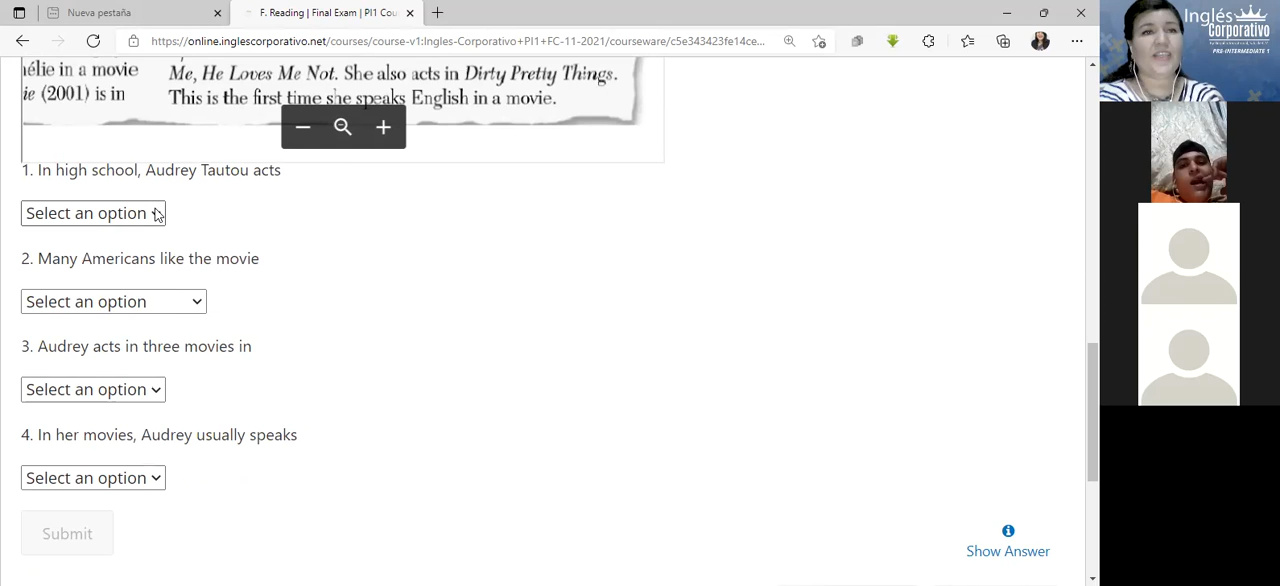 Nueva pestaña
F. Reading | Final Exam | PI1 Cou
https://online.inglescorporativo.net/courses/course-v1:Ingles-Corporativo+PI1+FC-11-2021/courseware/c5e343423fe14ce...
Inglés
Corporativo
PRE-INTERMEDIATE 1
élie in a movie
ie (2001) is in
Me, He Loves Me Not. She also acts in Dirty Pretty Things.
This is the first time she speaks English in a movie.
1. In high school, Audrey Tautou acts
Select an option
2. Many Americans like the movie
Select an option
3. Audrey acts in three movies in
Select an option
4. In her movies, Audrey usually speaks
Select an option
Submit
Show Answer